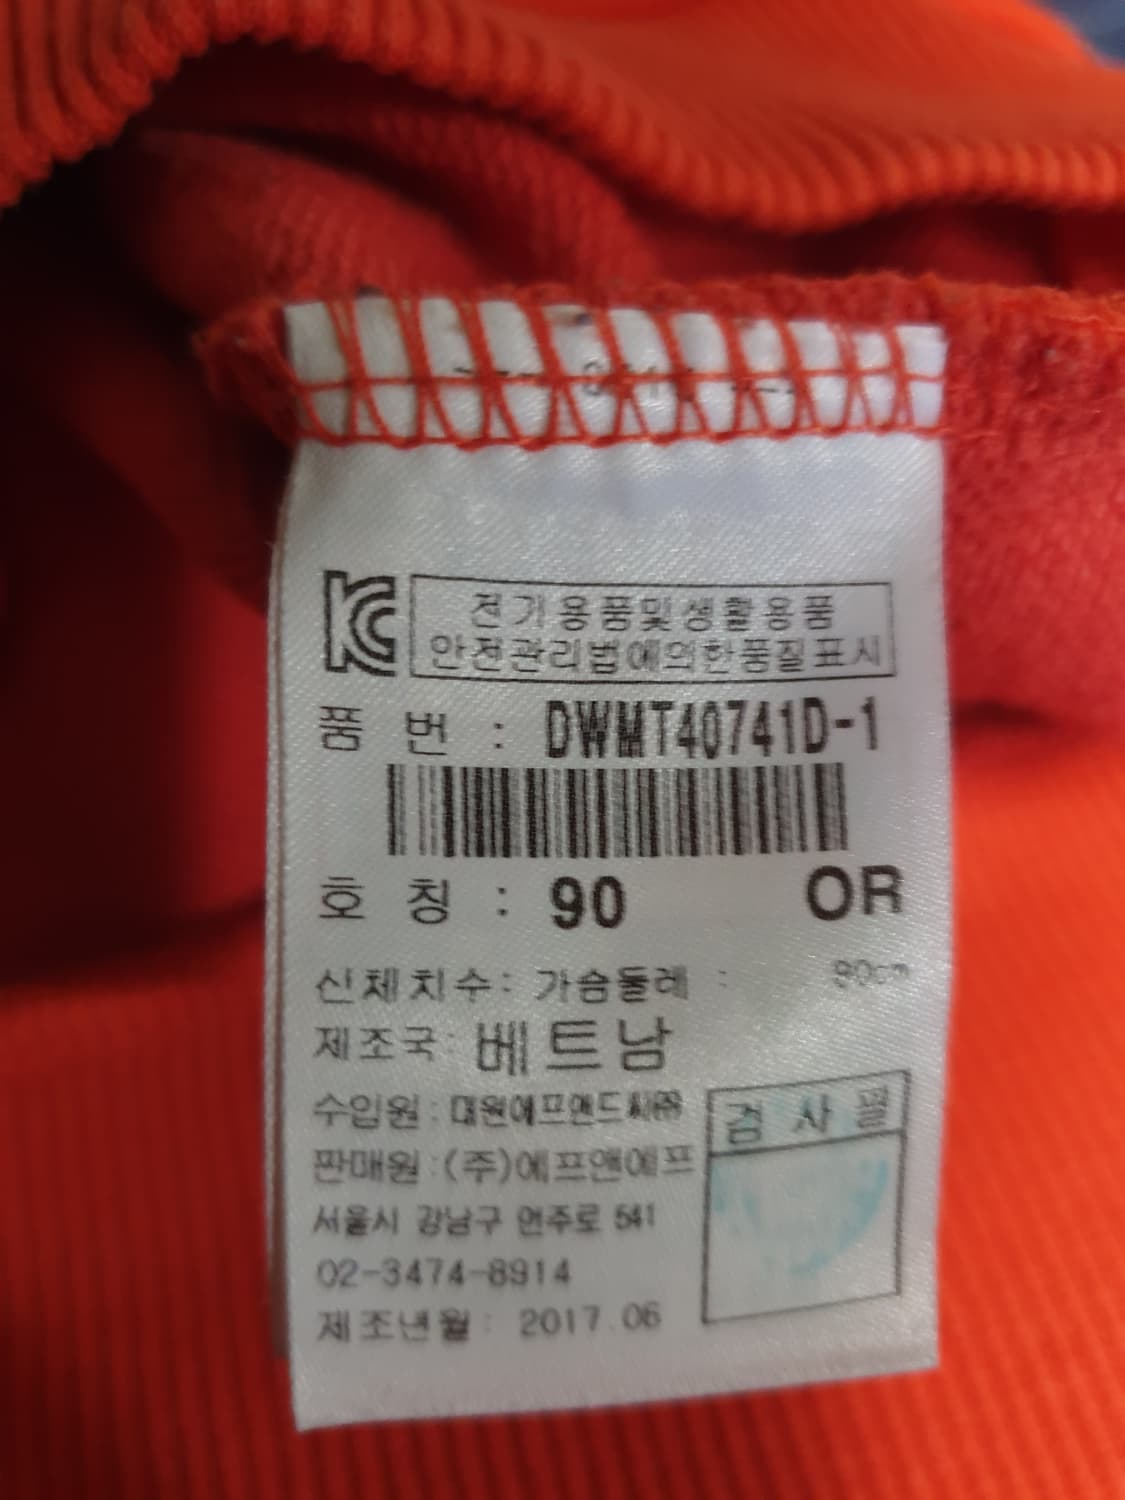 KC
전기용품및생활용품
안전관리법에의한품질표시
품 번 : DWMT40741D-1
호 칭 : 90 OR
신체치수: 가슴둘레 : 90cm
제조국: 베트남
수입원: 대원에프앤드
검 사 필
판매원:(주)에프앤에프
서울시 강남구 언주로 541
02-3474-8914
제조년월: 2017.06